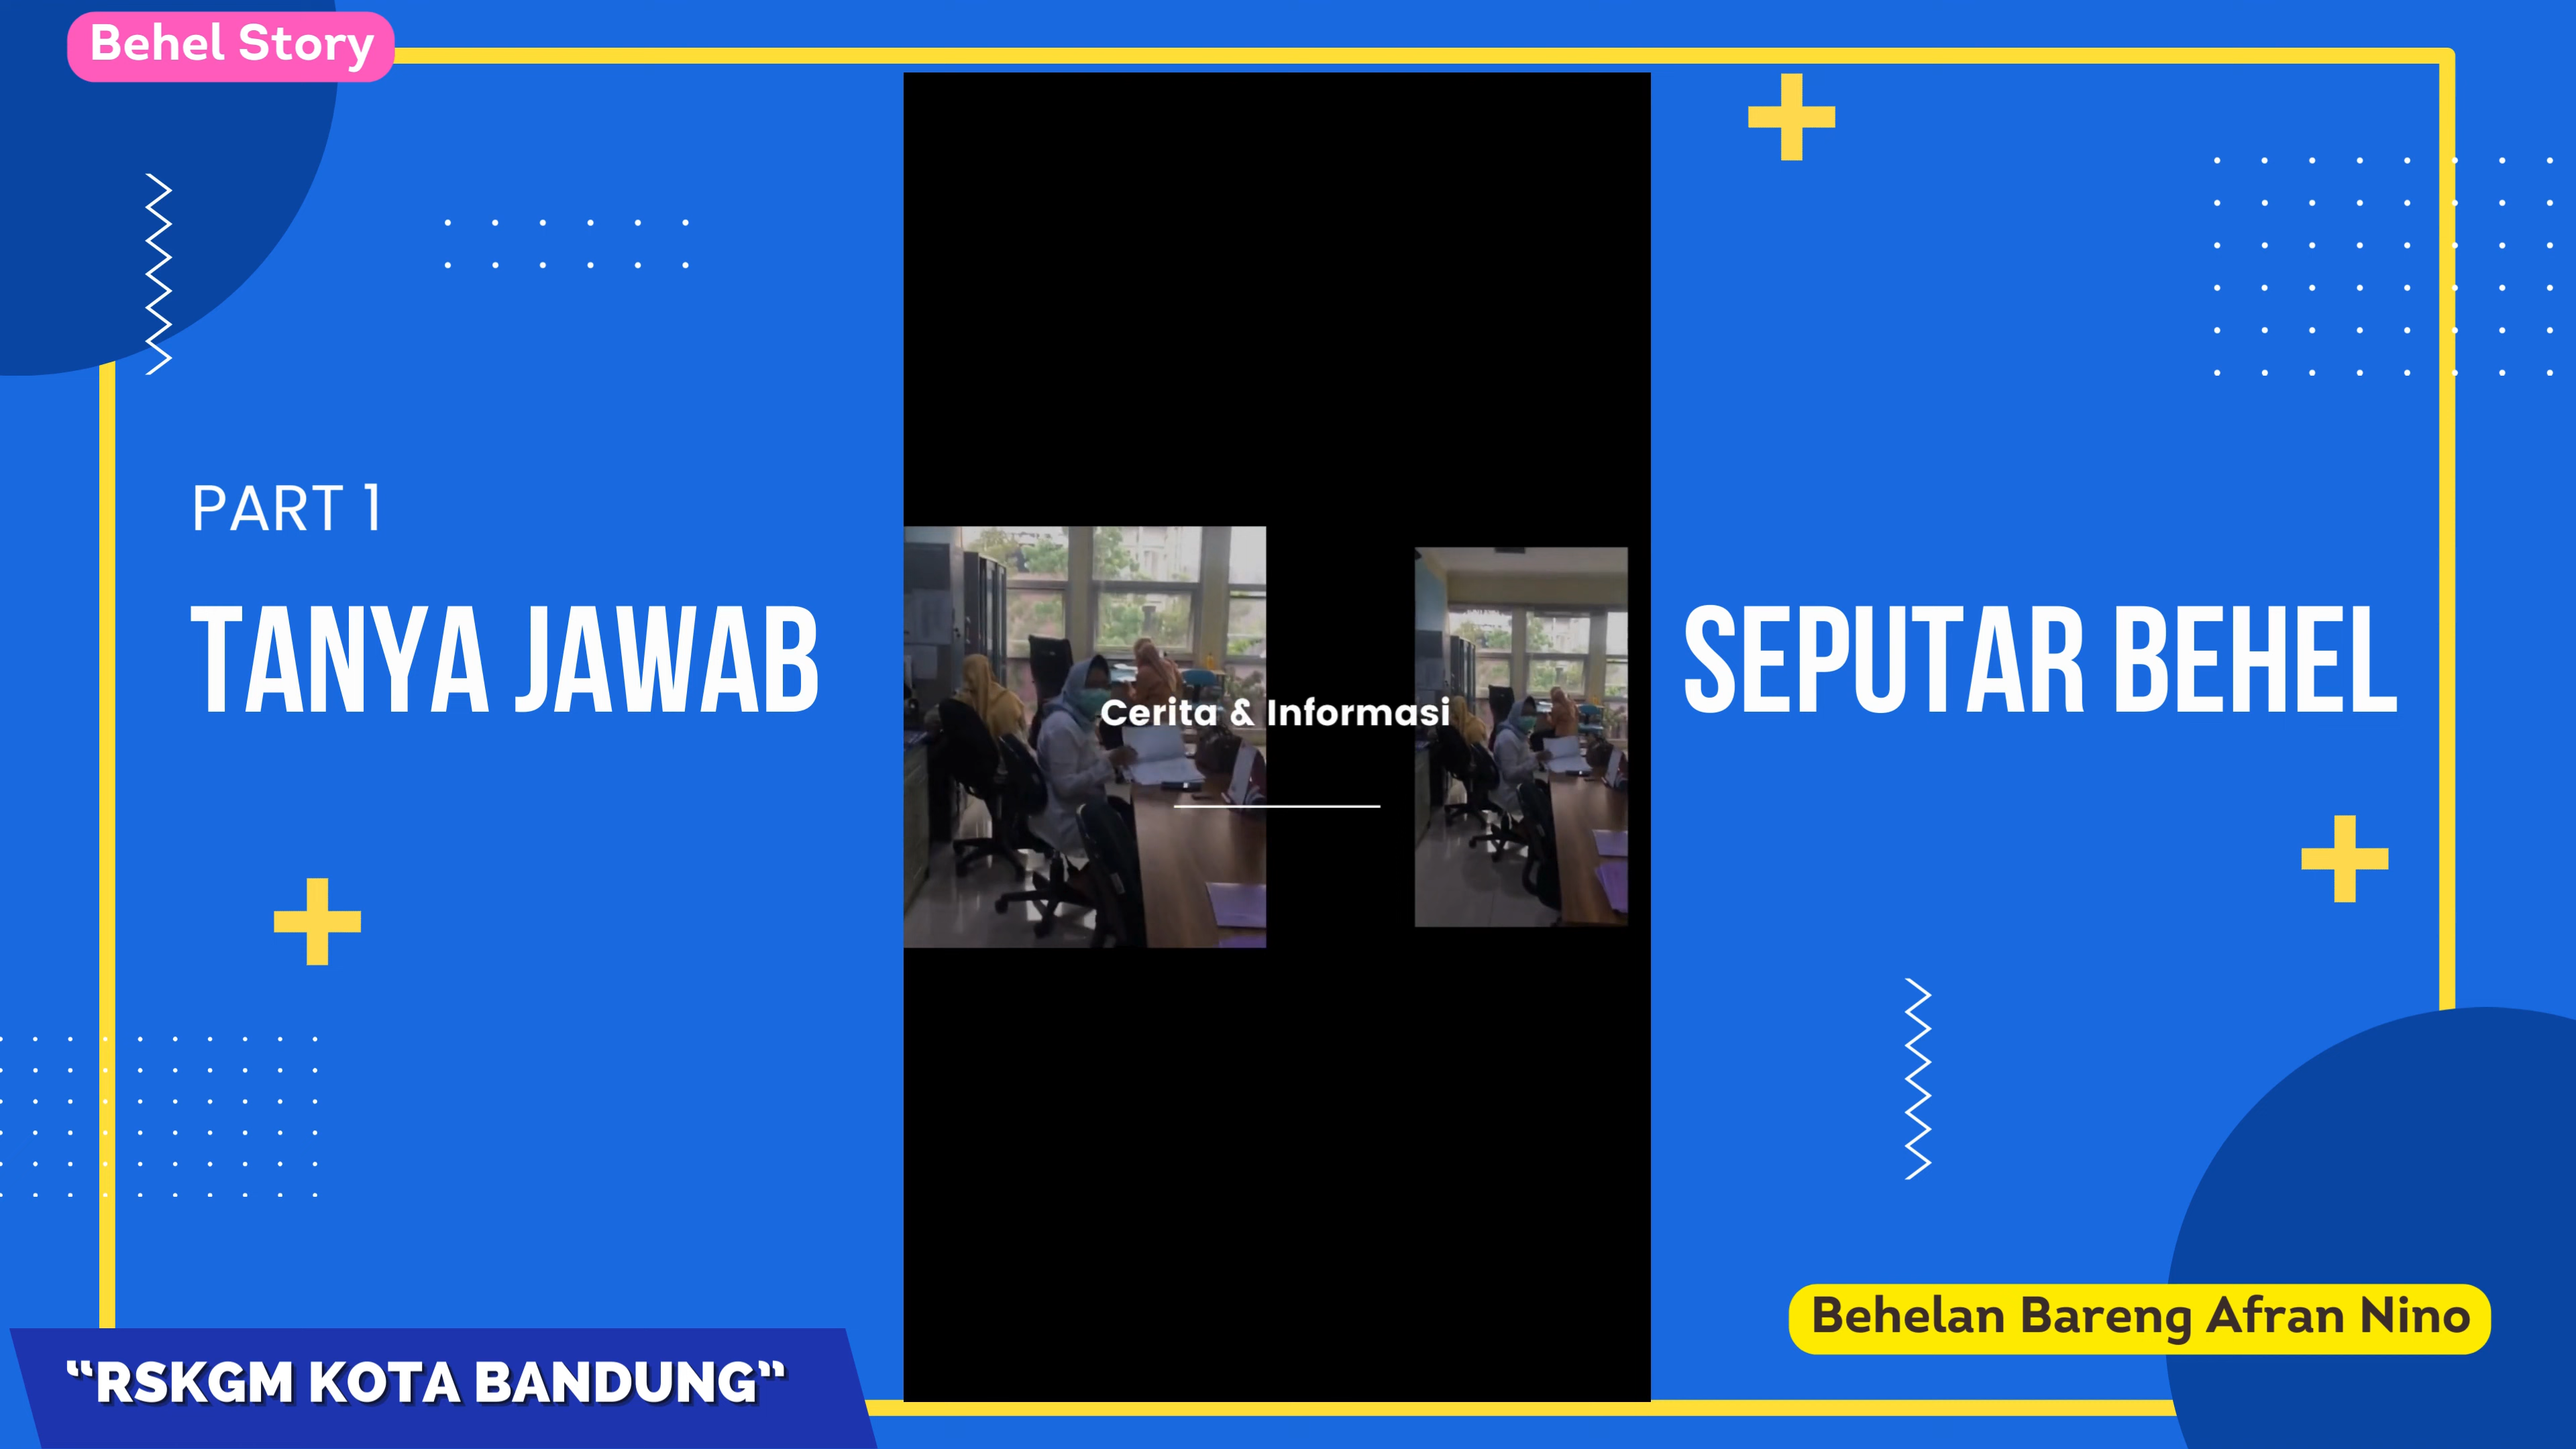 Behel Story
PART 1
TANYA JAWAB
SEPUTAR BEHEL
Cerita & Informasi
Behelan Bareng Afran Nino
“RSKGM KOTA BANDUNG”